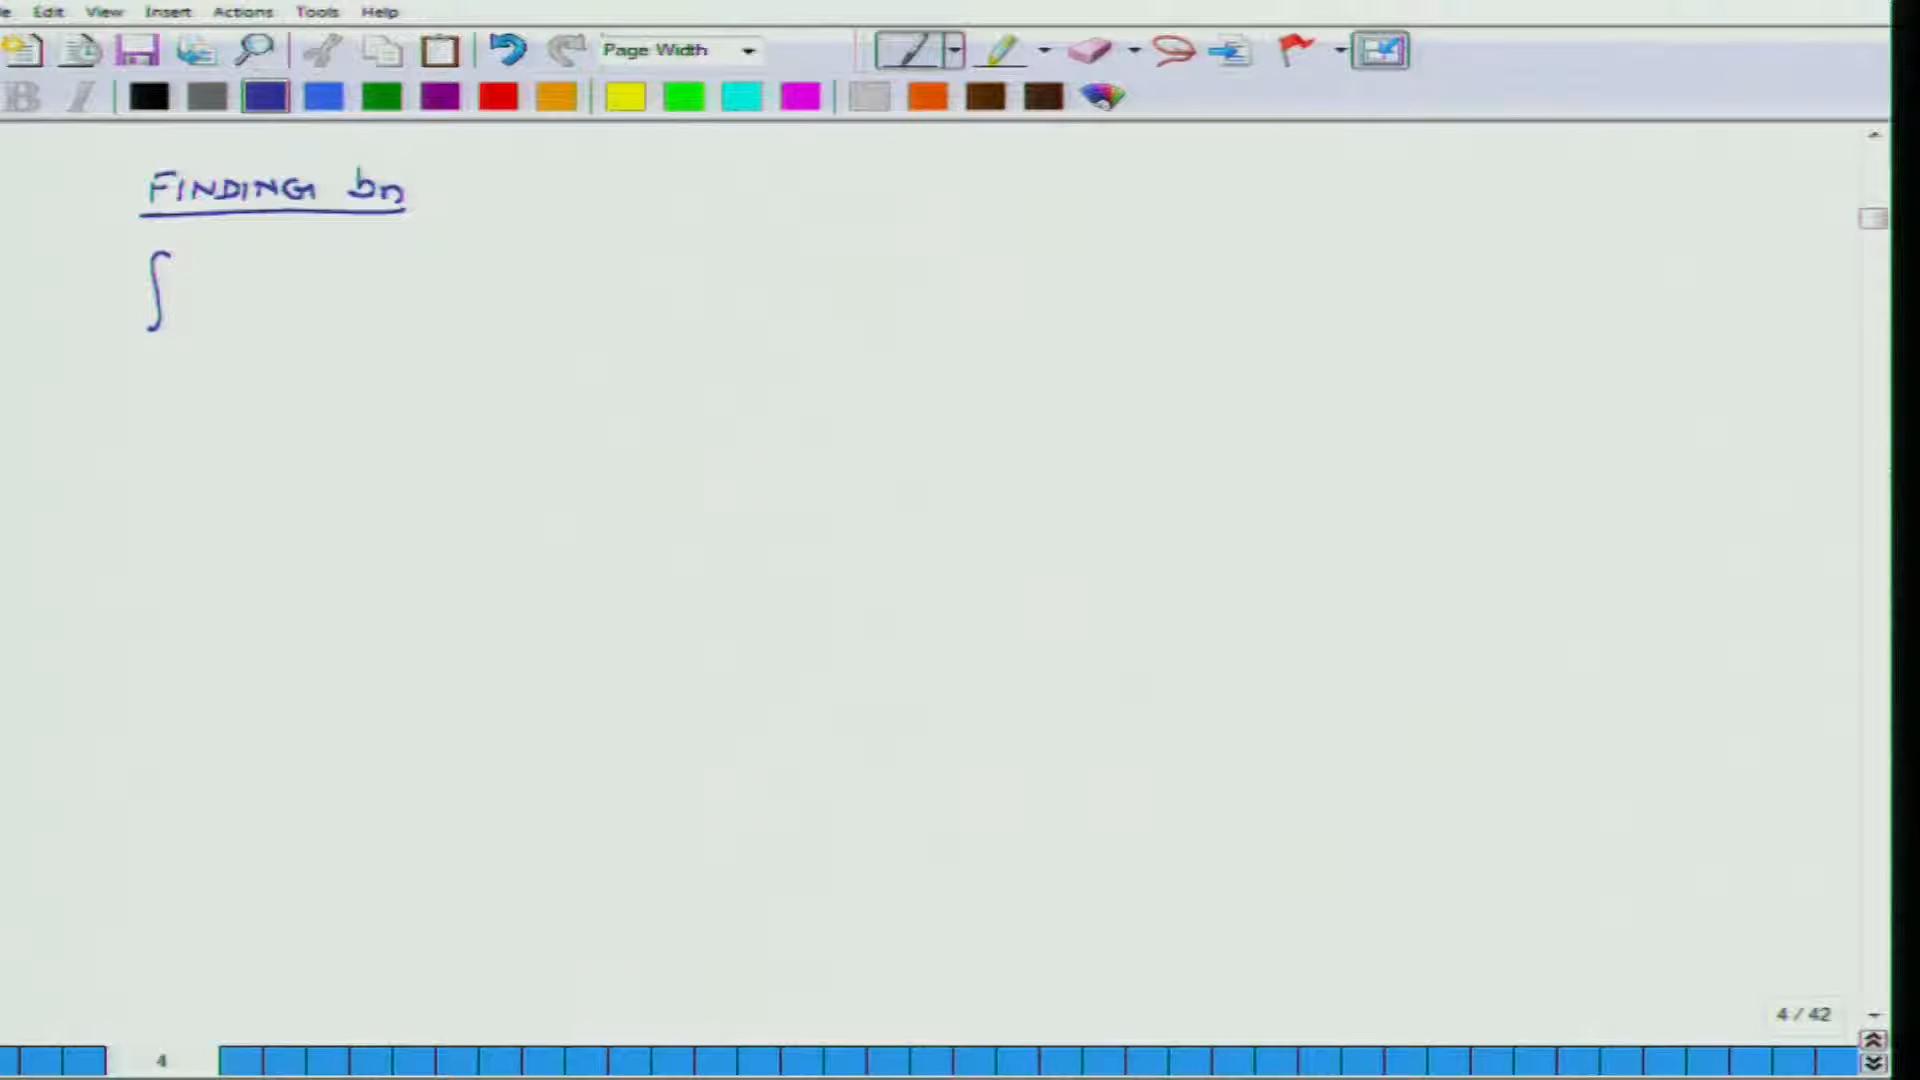 Edit View Insert Actions Tools Help
Page Width
B I
FINDING bn
∫
4 / 42
4